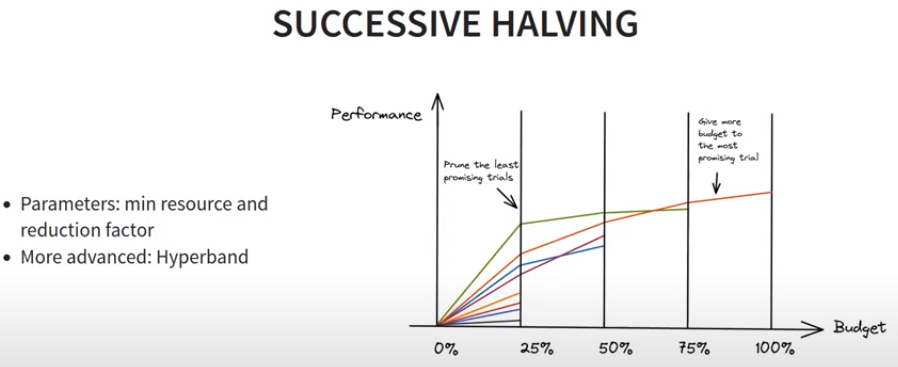 SUCCESSIVE HALVING
Performance
Give more
budget to
the most
promising trial
Prune the least
promising trials
• Parameters: min resource and
reduction factor
• More advanced: Hyperband
Budget
0% 25% 50% 75% 100%